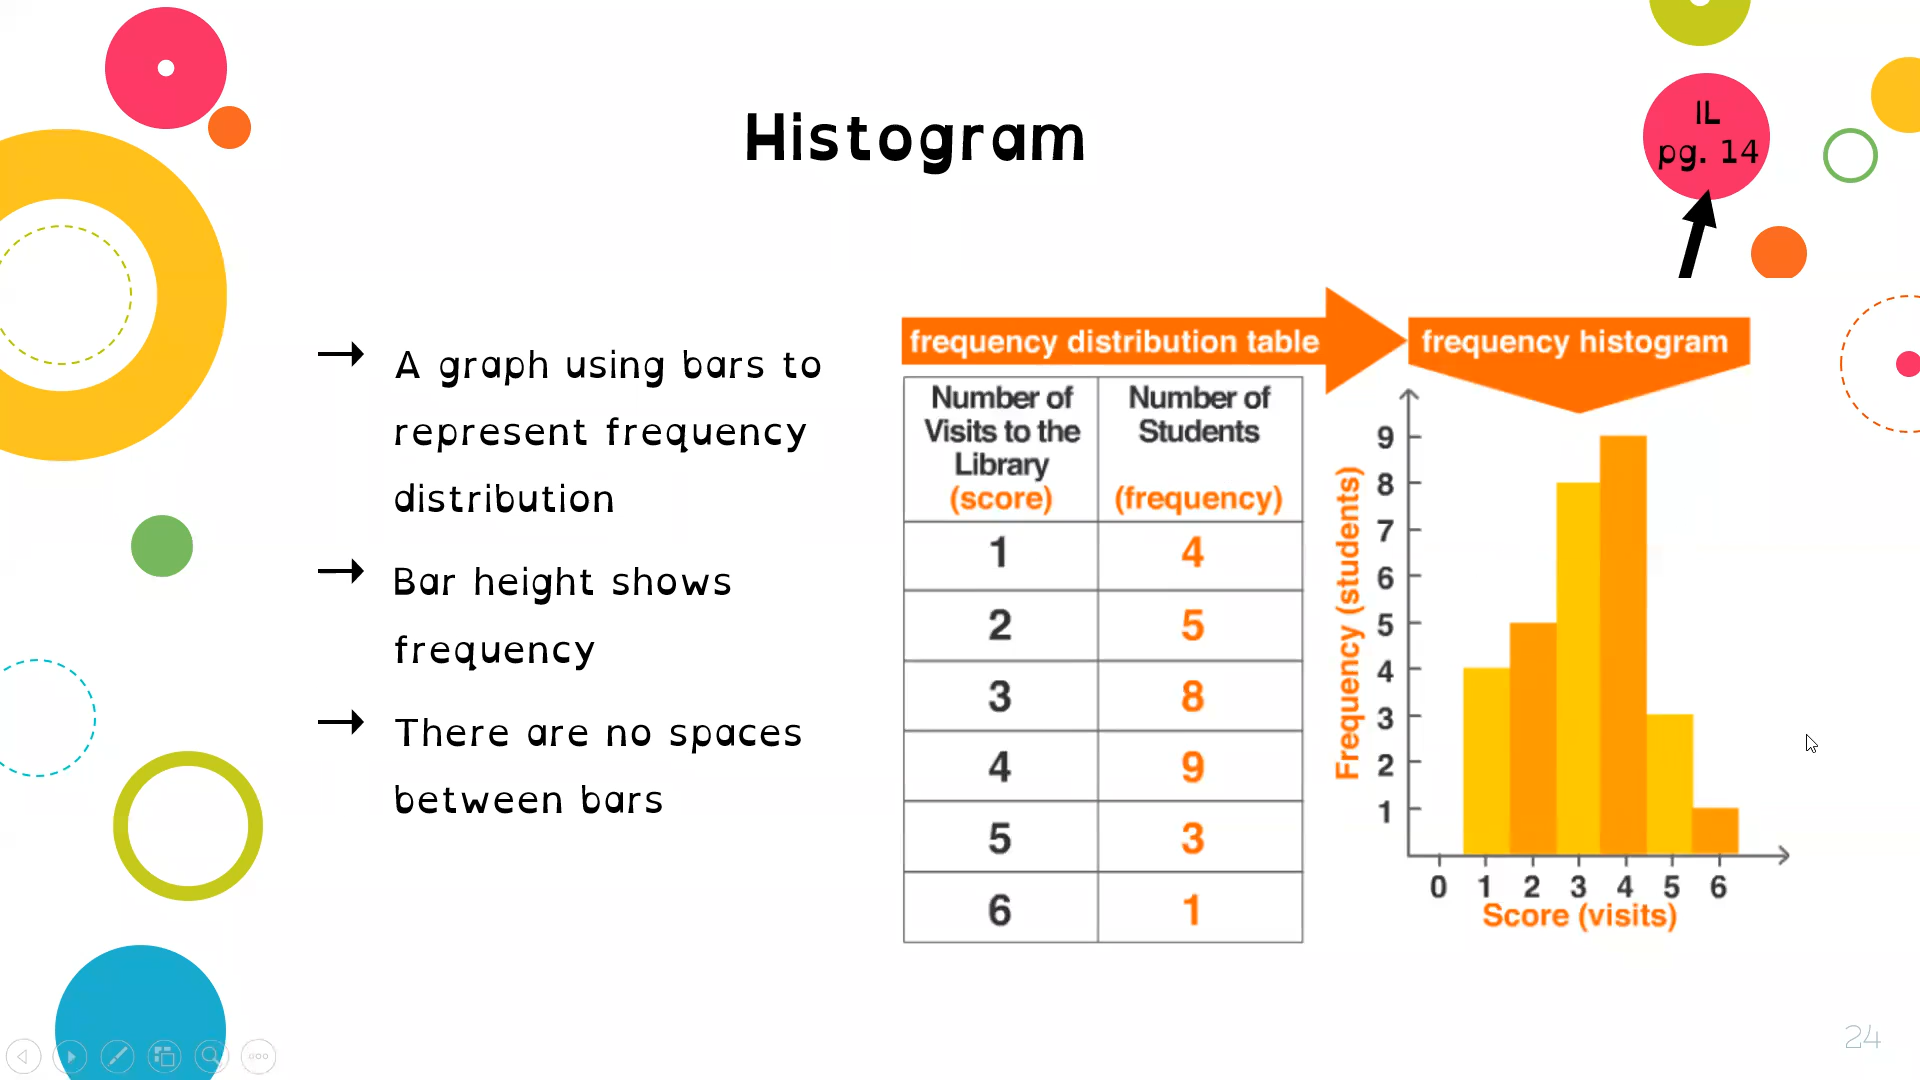 Histogram
IL
pg. 14
→ A graph using bars to
represent frequency
distribution
→ Bar height shows
frequency
→ There are no spaces
between bars
frequency distribution table
Number of Visits to the Library (score) Number of Students (frequency)
1 4
2 5
3 8
4 9
5 3
6 1
frequency histogram
Frequency (students)
9
8
7
6
5
4
3
2
1
0 1 2 3 4 5 6
Score (visits)
24